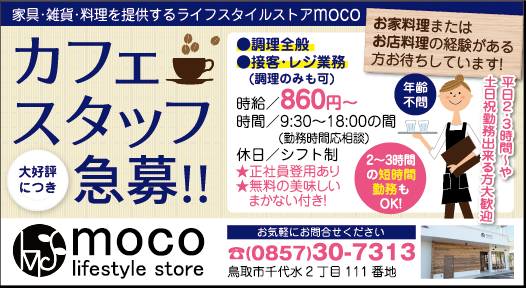 家具・雑貨・料理を提供するライフスタイルストアmoco
カフェ
スタッフ
急募!!
大好評
につき
●調理全般
●接客・レジ業務
(調理のみも可)
時給/860円～
時間/9:30～18:00の間
(勤務時間応相談)
休日/シフト制
★正社員登用あり
★無料の美味しい
まかない付き!
お家料理または
お店料理の経験がある
方お待ちしています!
年齢
不問
平日2・3時間～や
土日祝勤務出来る方大歓迎
2～3時間
の短時間
勤務も
OK!
moco
lifestyle store
お気軽にお問合せください
☎(0857)30-7313
鳥取市千代水2丁目111番地